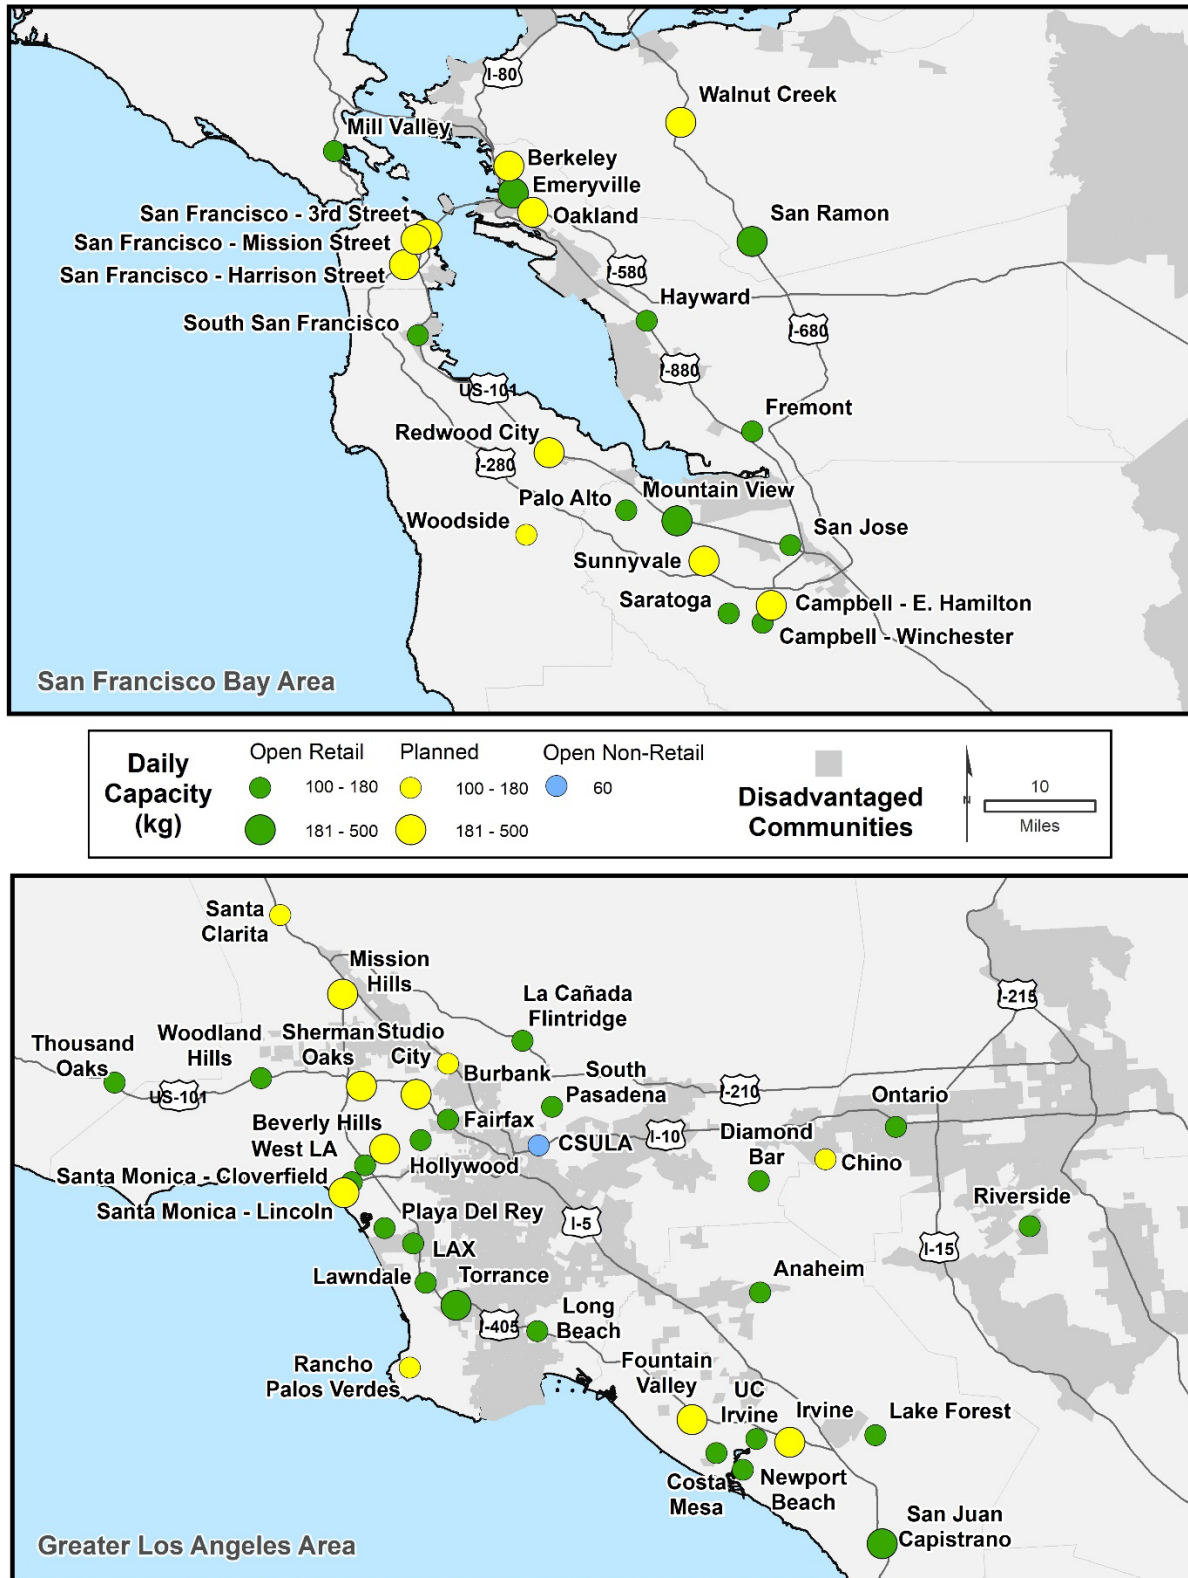 I-80
Walnut Creek
Mill Valley
Berkeley
Emeryville
San Francisco - 3rd Street
Oakland
San Francisco - Mission Street
San Ramon
San Francisco - Harrison Street
I-580
Hayward
South San Francisco
I-680
I-880
US-101
Fremont
Redwood City
I-280
Palo Alto
Mountain View
Woodside
San Jose
Sunnyvale
Saratoga
Campbell - E. Hamilton
Campbell - Winchester
San Francisco Bay Area
Daily
Capacity
(kg)
Open Retail
100 - 180
181 - 500
Planned
100 - 180
181 - 500
Open Non-Retail
60
Disadvantaged
Communities
N
10
Miles
Santa
Clarita
Mission
Hills
La Cañada
Flintridge
I-215
Thousand
Oaks
Woodland
Hills
Sherman
Oaks
Studio
City
Burbank
South
Pasadena
US-101
I-210
Ontario
Beverly Hills
Fairfax
West LA
CSULA
I-10
Diamond
Bar
Chino
Hollywood
Santa Monica - Cloverfield
Santa Monica - Lincoln
Playa Del Rey
Riverside
I-5
LAX
I-15
Lawndale
Torrance
Anaheim
I-405
Long
Beach
Rancho
Palos Verdes
Fountain
Valley
UC
Irvine
Irvine
Lake Forest
Costa
Mesa
Newport
Beach
San Juan
Capistrano
Greater Los Angeles Area